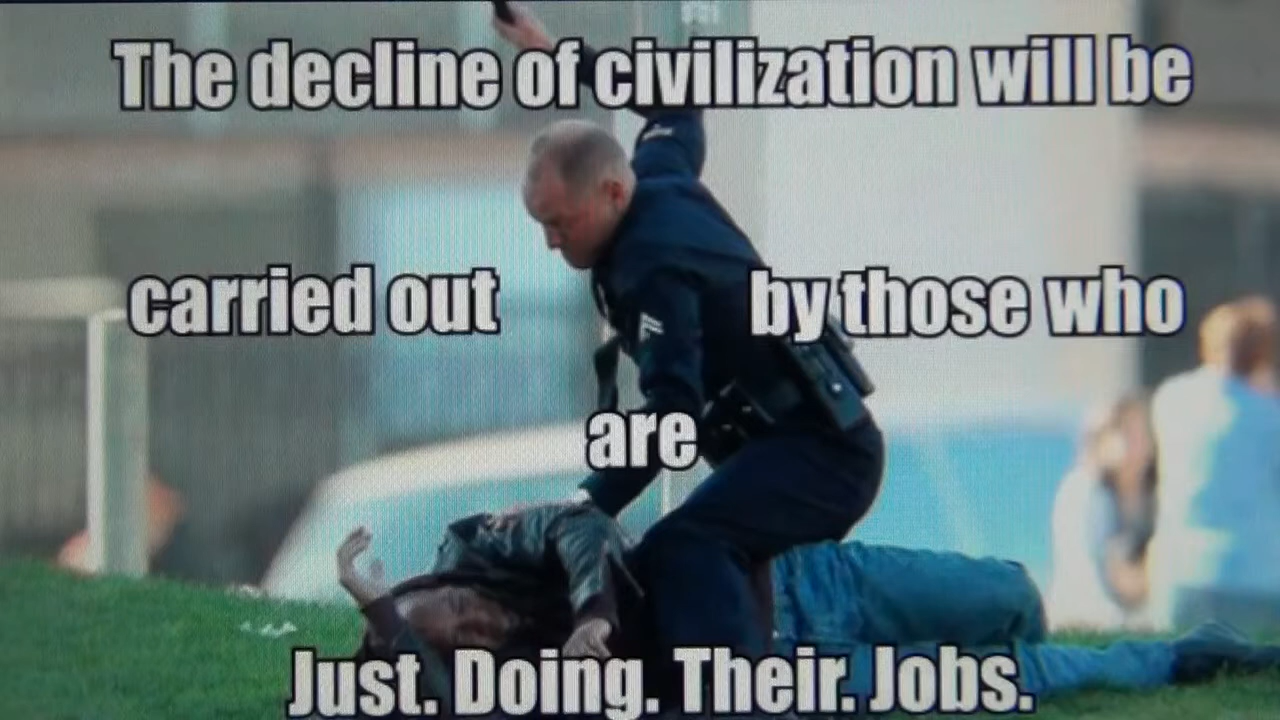 The decline of civilization will be
carried out by those who
are
Just. Doing. Their. Jobs.